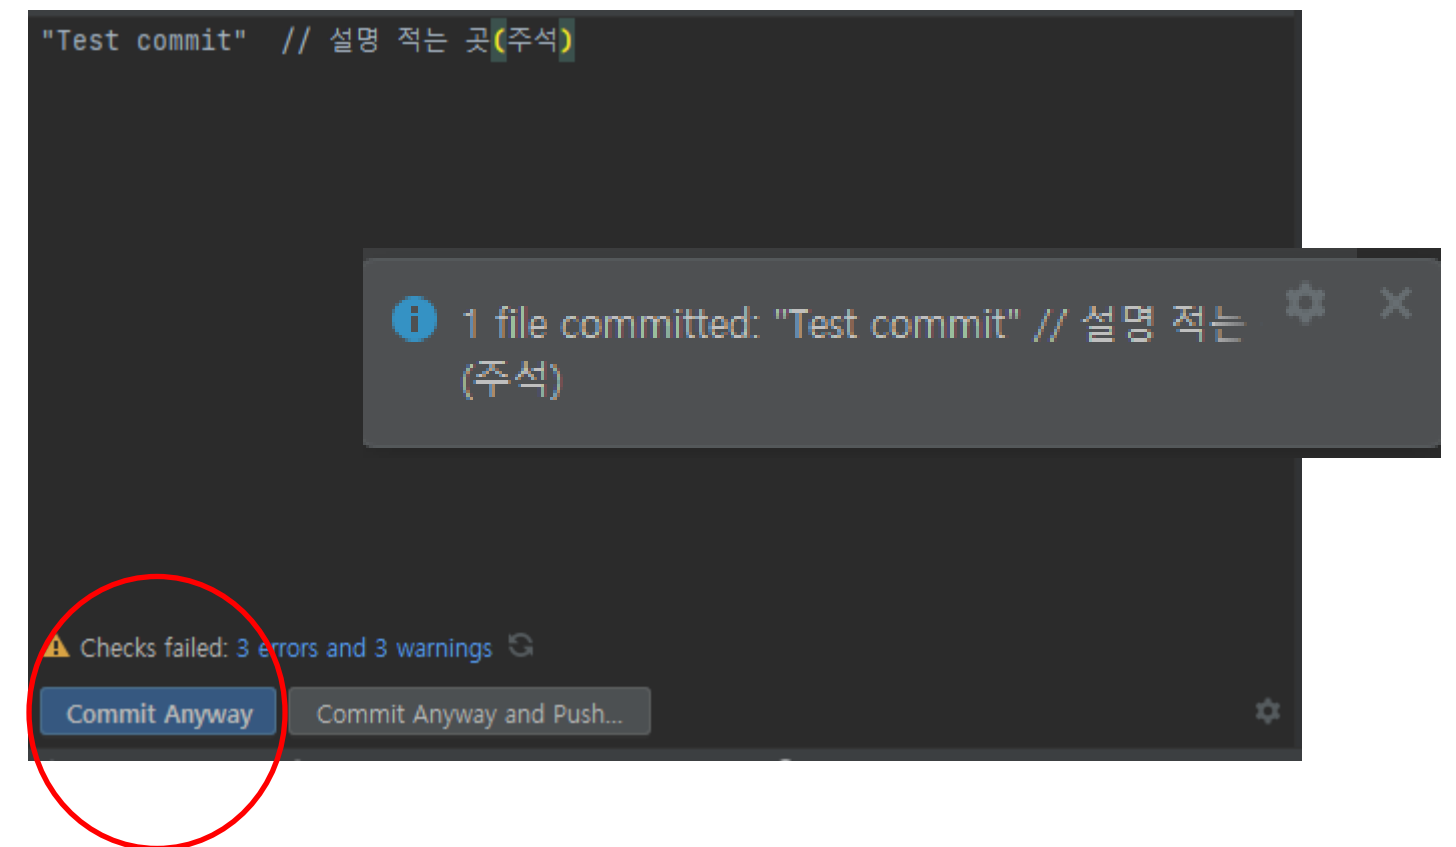 "Test commit" // 설명 적는 곳(주석)
1 file committed: "Test commit" // 설명 적는
(주석)
Checks failed: 3 errors and 3 warnings
Commit Anyway
Commit Anyway and Push...